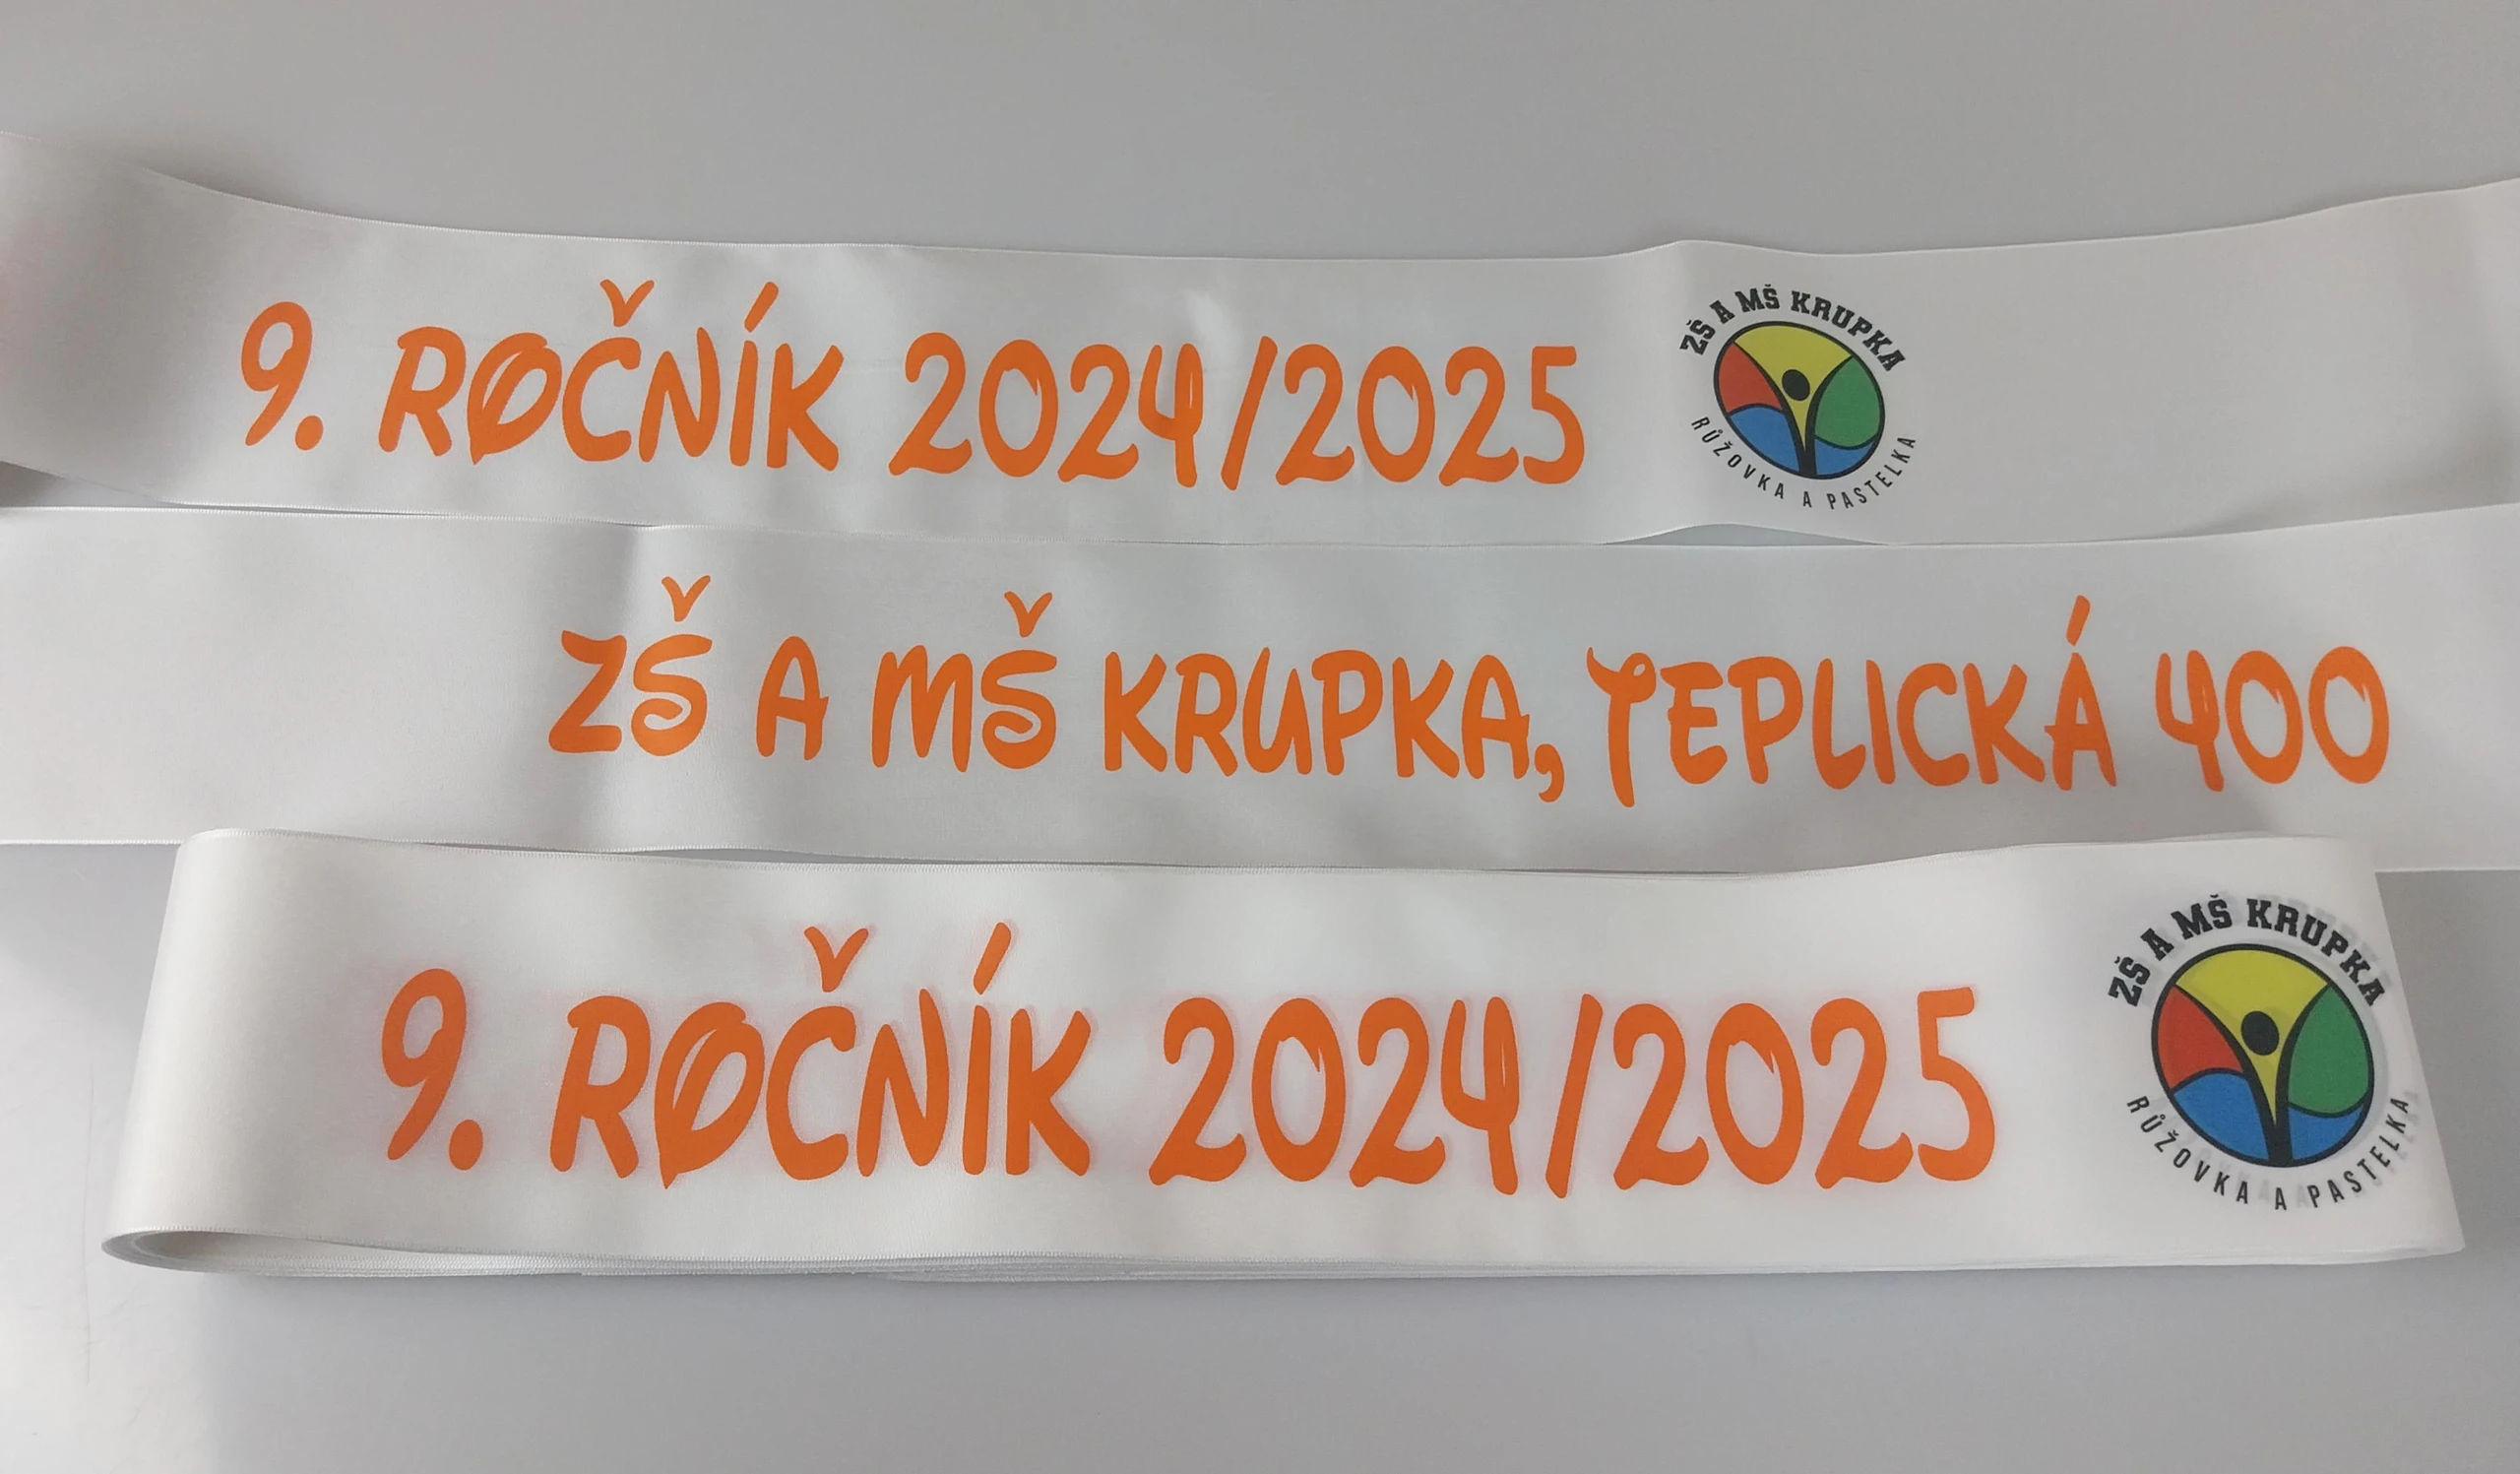 9. ROČNÍK 2024/2025
ZŠ A MŠ KRUPKA
RŮŽOVKA A PASTELKA
ZŠ A MŠ KRUPKA, TEPLICKÁ 400
9. ROČNÍK 2024/2025
ZŠ A MŠ KRUPKA
RŮŽOVKA A PASTELKA